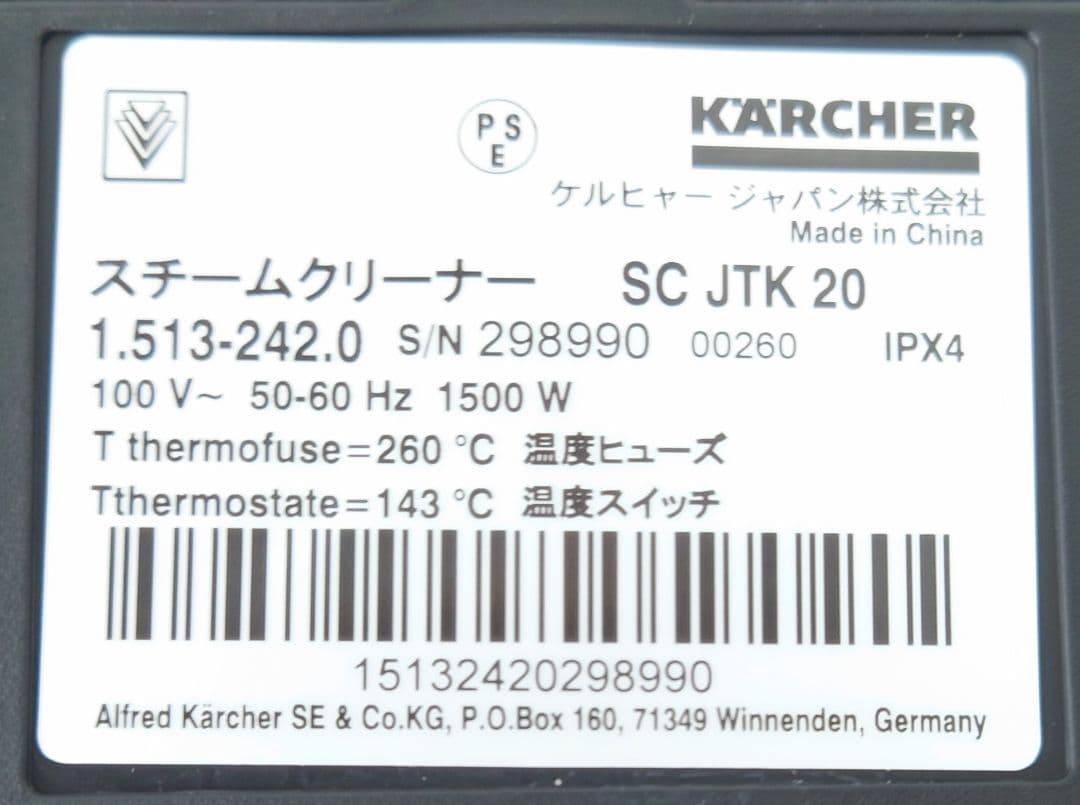 PS
E
KÄRCHER
ケルヒャー ジャパン株式会社
Made in China
スチームクリーナー SC JTK 20
1.513-242.0 S/N 298990 00260 IPX4
100 V~ 50-60 Hz 1500 W
T thermofuse=260 °C 温度ヒューズ
Tthermostate=143 °C 温度スイッチ
15132420298990
Alfred Kärcher SE & Co.KG, P.O.Box 160, 71349 Winnenden, Germany